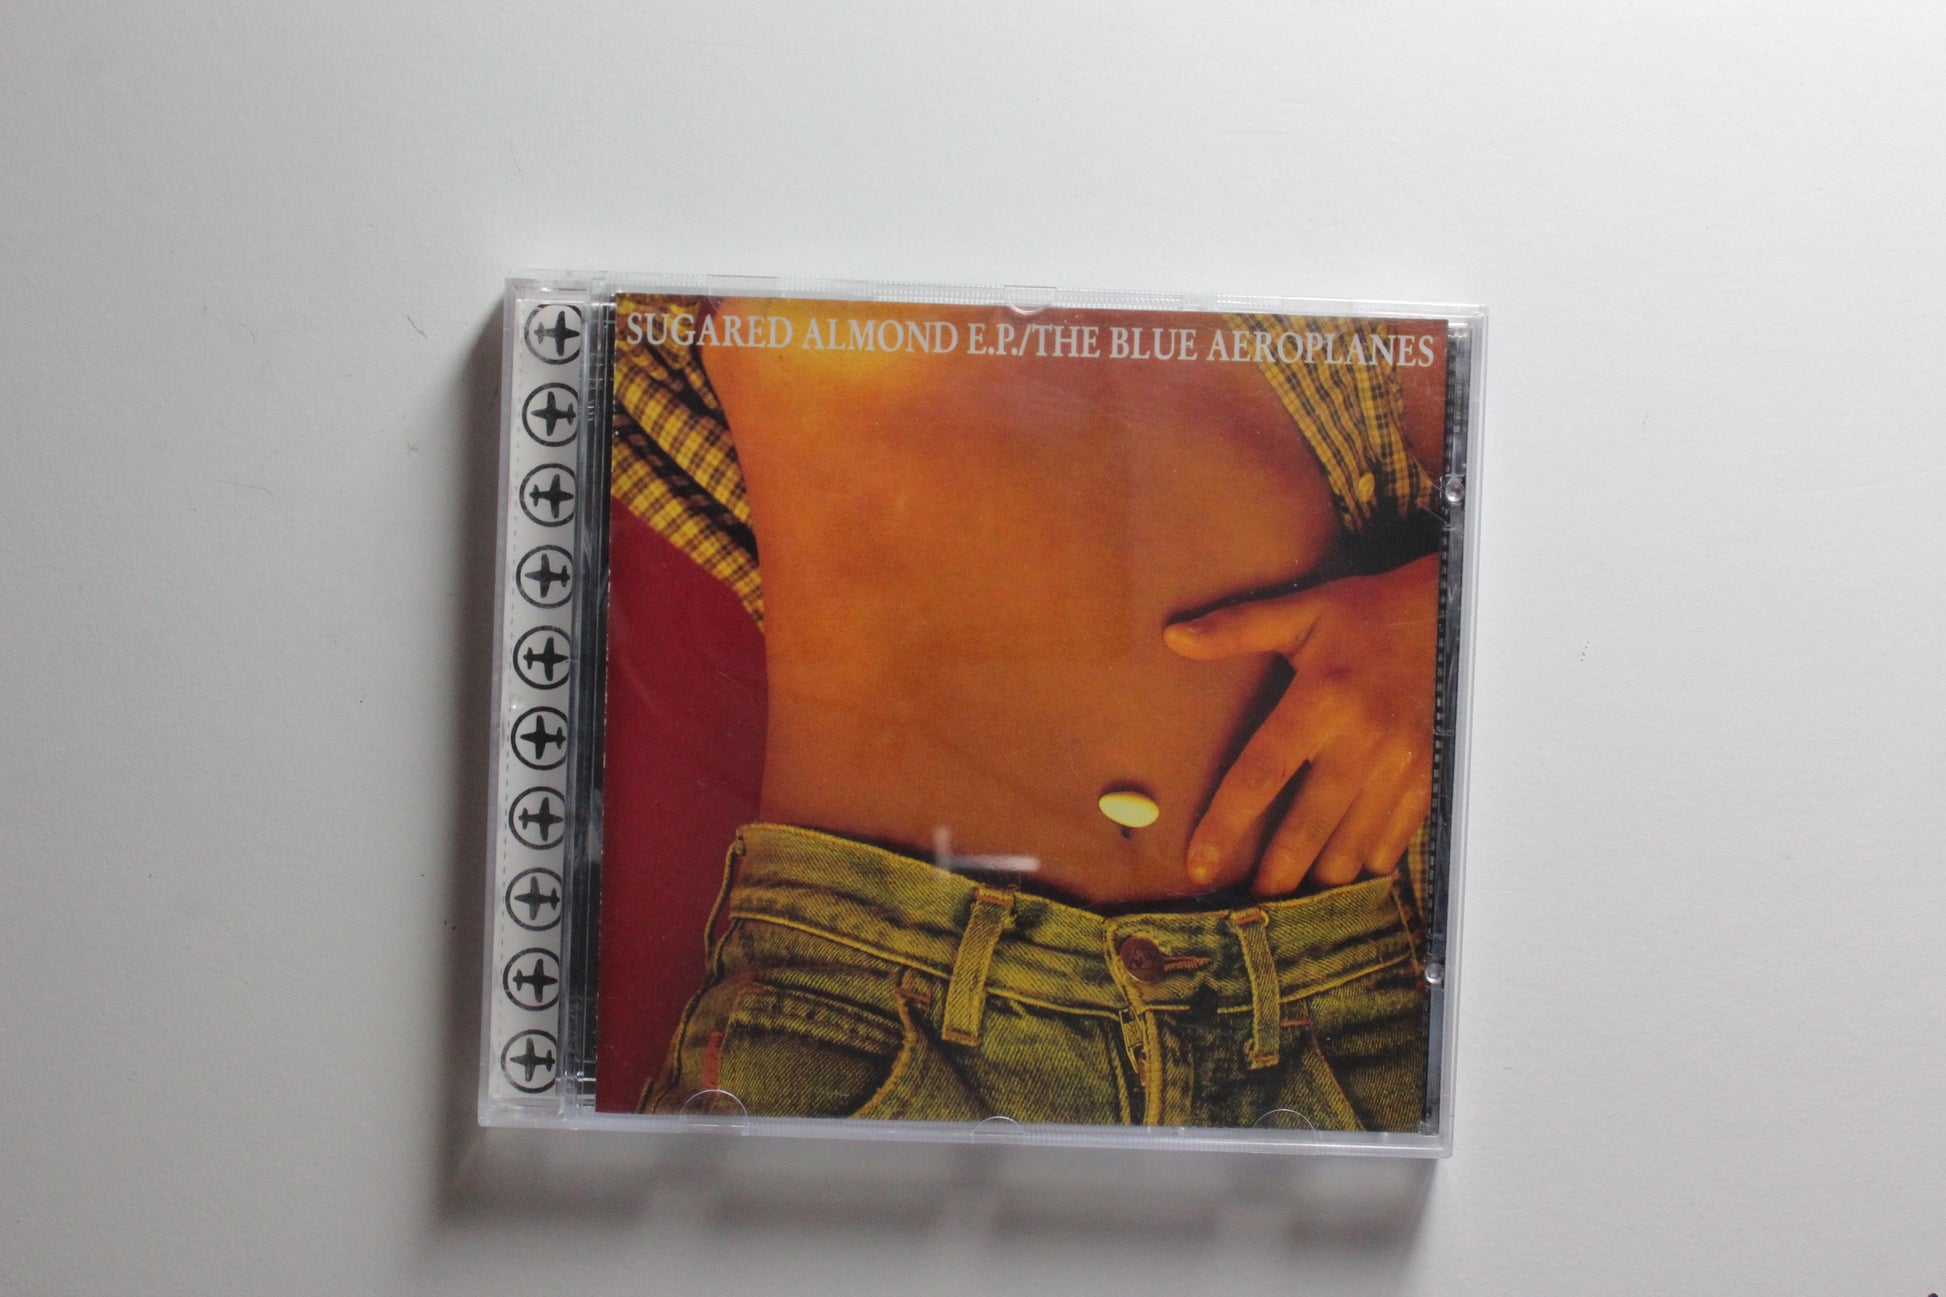 SUGARED ALMOND E.P./THE BLUE AEROPLANES